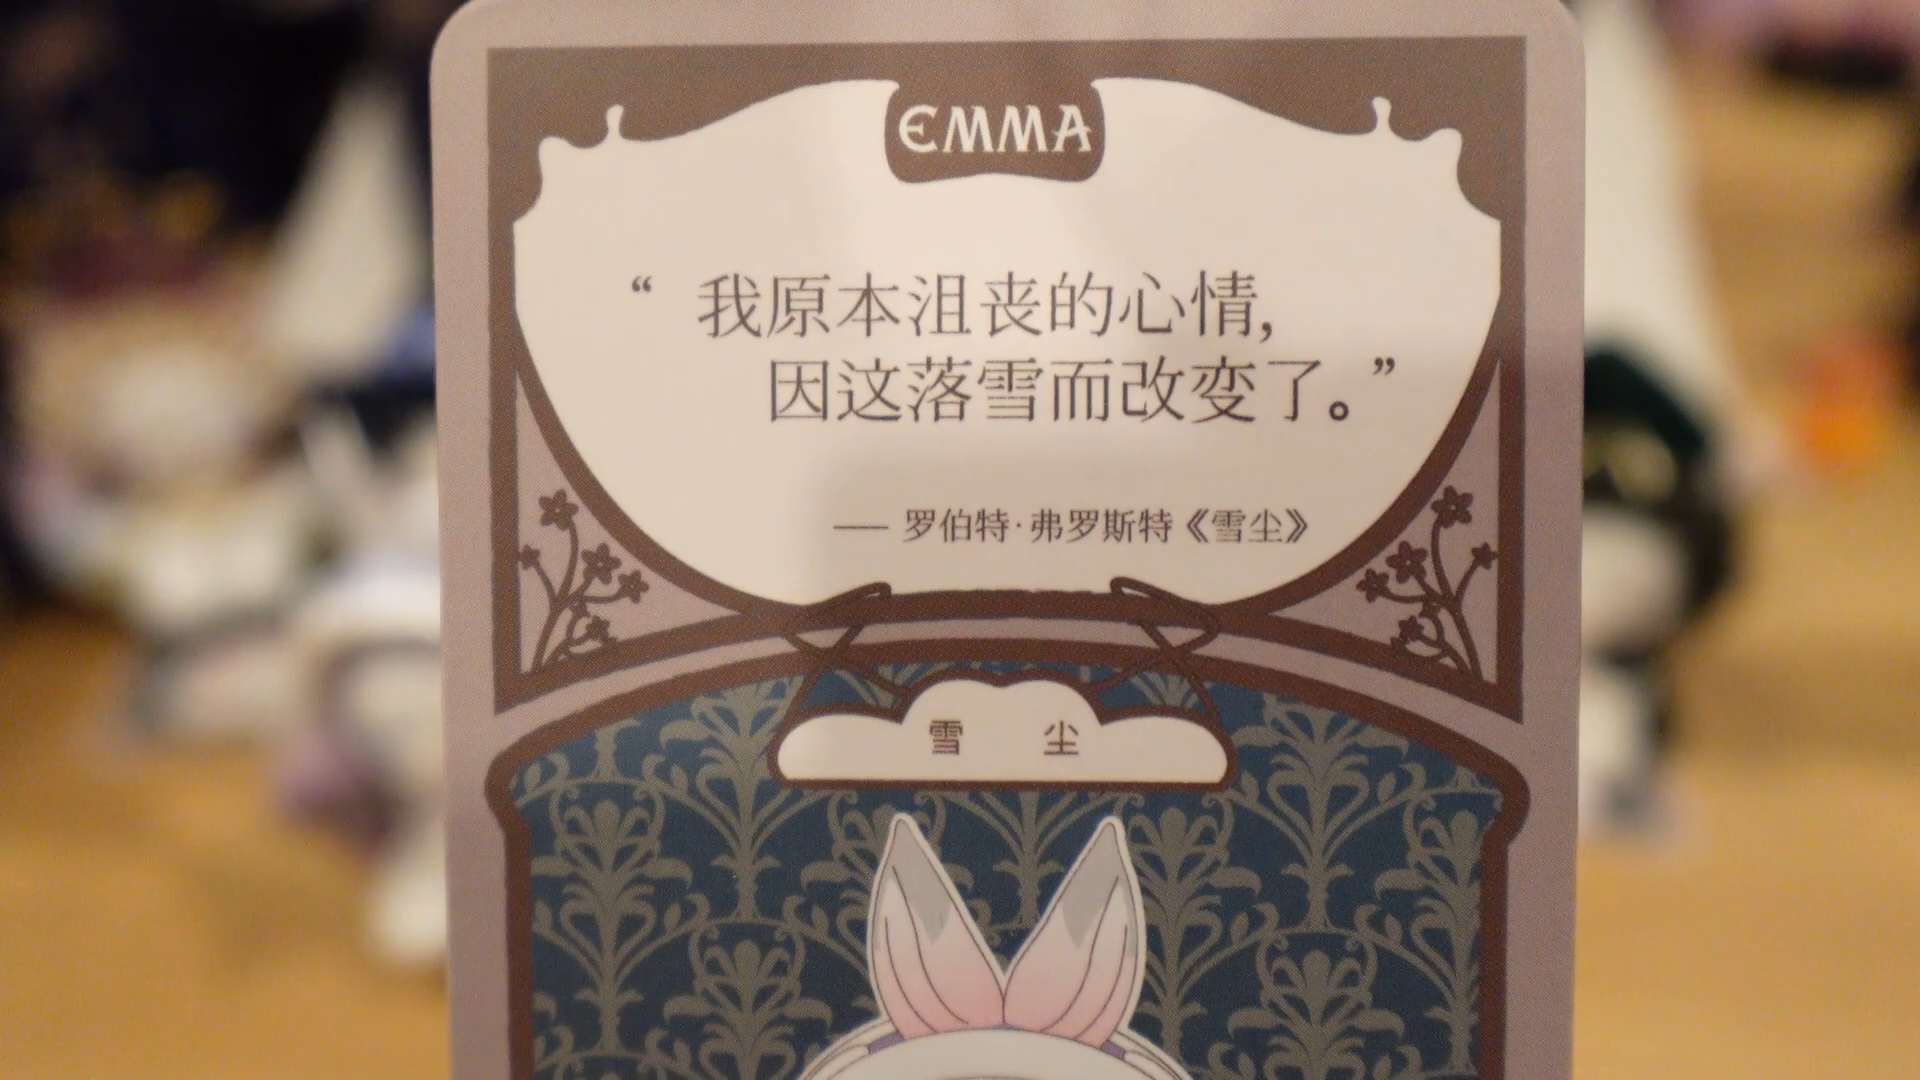 EMMA
“ 我原本沮丧的心情,
因这落雪而改变了。”
—— 罗伯特·弗罗斯特《雪尘》
雪 尘